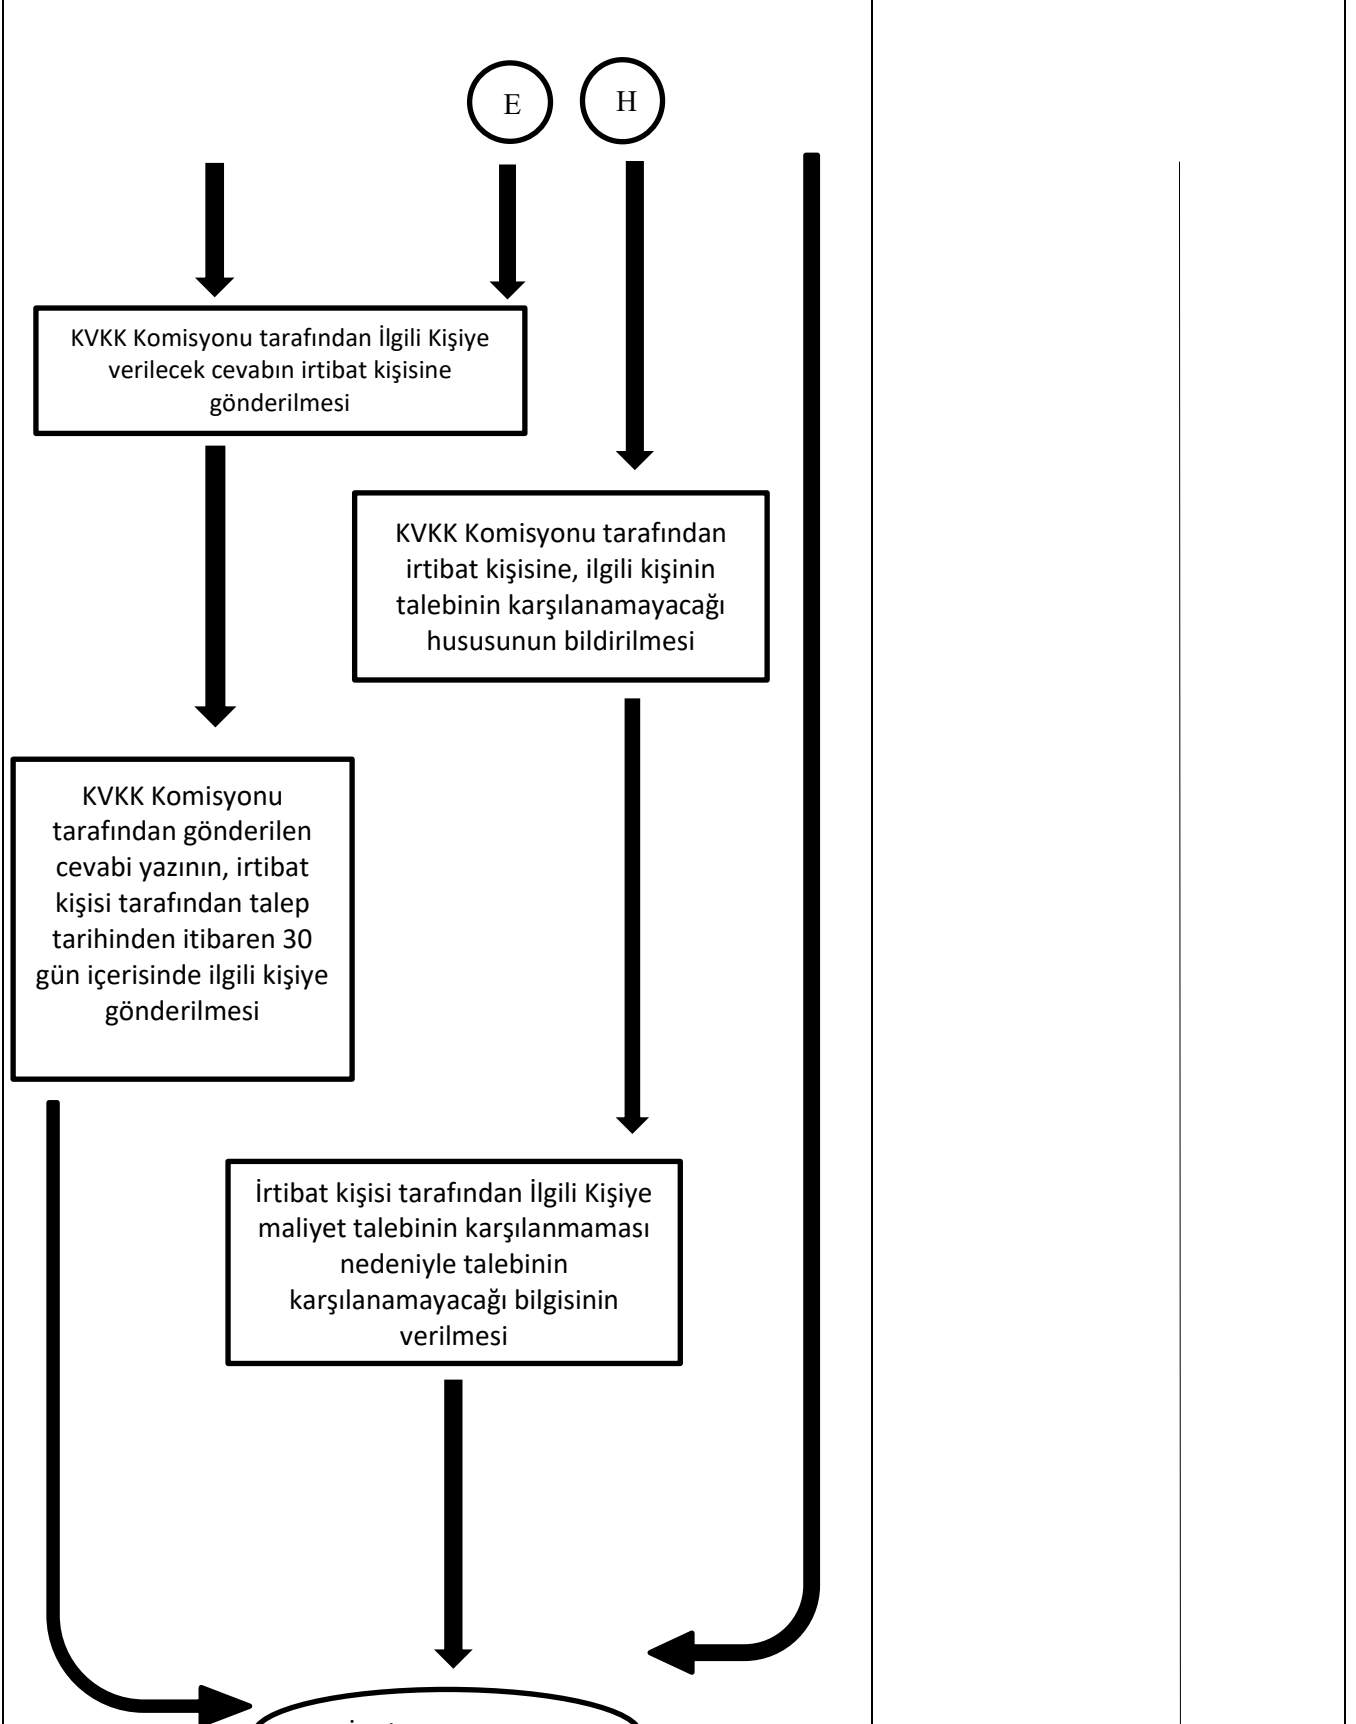 E
H
KVKK Komisyonu tarafından İlgili Kişiye
verilecek cevabın irtibat kişisine
gönderilmesi
KVKK Komisyonu tarafından
irtibat kişisine, ilgili kişinin
talebinin karşılanamayacağı
hususunun bildirilmesi
KVKK Komisyonu
tarafından gönderilen
cevabi yazının, irtibat
kişisi tarafından talep
tarihinden itibaren 30
gün içerisinde ilgili kişiye
gönderilmesi
İrtibat kişisi tarafından İlgili Kişiye
maliyet talebinin karşılanmaması
nedeniyle talebinin
karşılanamayacağı bilgisinin
verilmesi